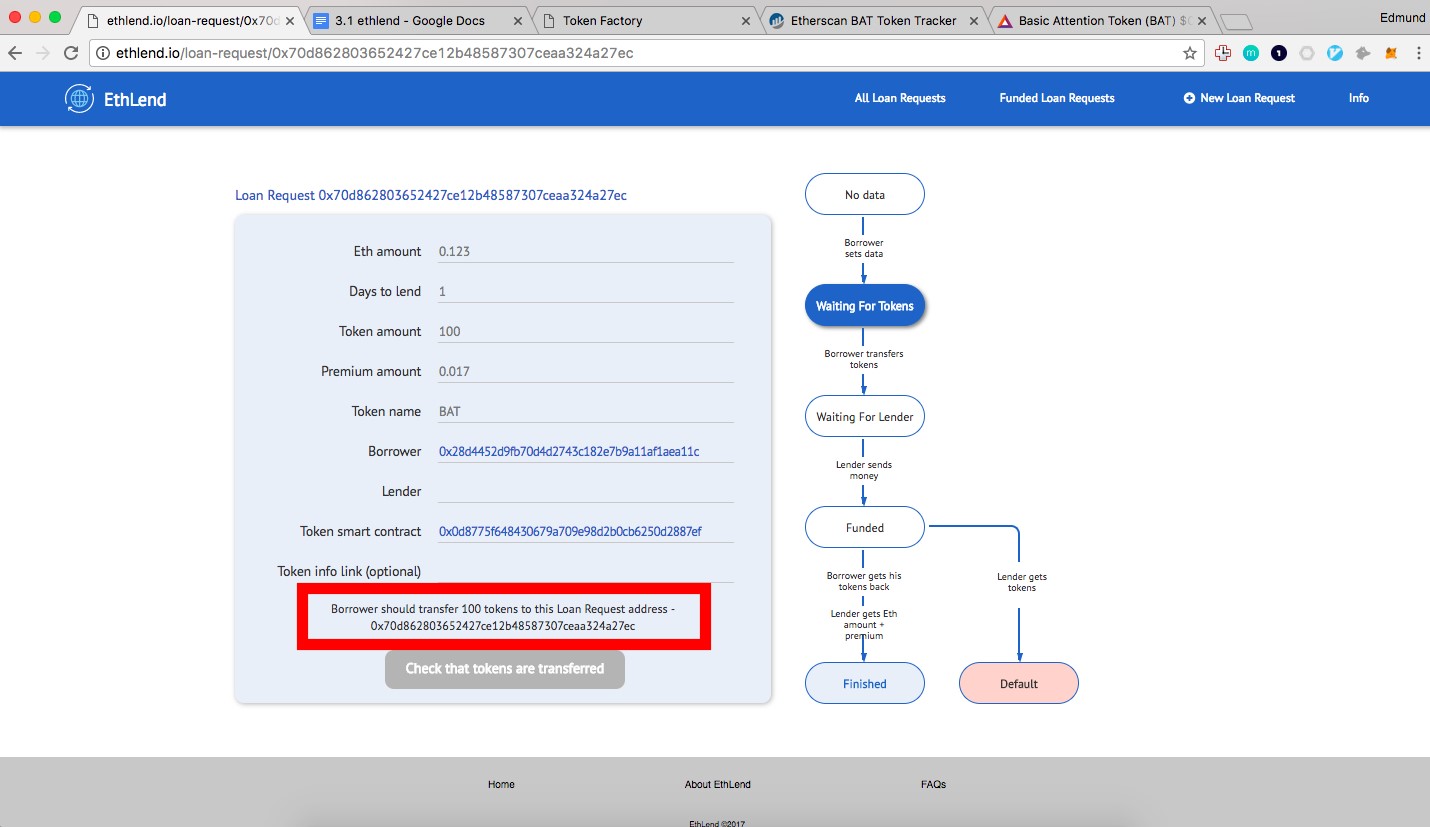 ethlend.io/loan-request/0x70d
3.1 ethlend - Google Docs
Token Factory
Etherscan BAT Token Tracker
Basic Attention Token (BAT) $0
Edmund
ethlend.io/loan-request/0x70d862803652427ce12b48587307ceaa324a27ec
EthLend
All Loan Requests
Funded Loan Requests
New Loan Request
Info
Loan Request 0x70d862803652427ce12b48587307ceaa324a27ec
Eth amount 0.123
Days to lend 1
Token amount 100
Premium amount 0.017
Token name BAT
Borrower 0x28d4452d9fb70d4d2743c182e7b9a11af1aea11c
Lender
Token smart contract 0x0d8775f648430679a709e98d2b0cb6250d2887ef
Token info link (optional)
Borrower should transfer 100 tokens to this Loan Request address -
0x70d862803652427ce12b48587307ceaa324a27ec
Check that tokens are transferred
No data
Borrower
sets data
Waiting For Tokens
Borrower transfers
tokens
Waiting For Lender
Lender sends
money
Funded
Borrower gets his
tokens back
Lender gets
tokens
Lender gets Eth
amount +
premium
Finished
Default
Home
About EthLend
FAQs
EthLend ©2017